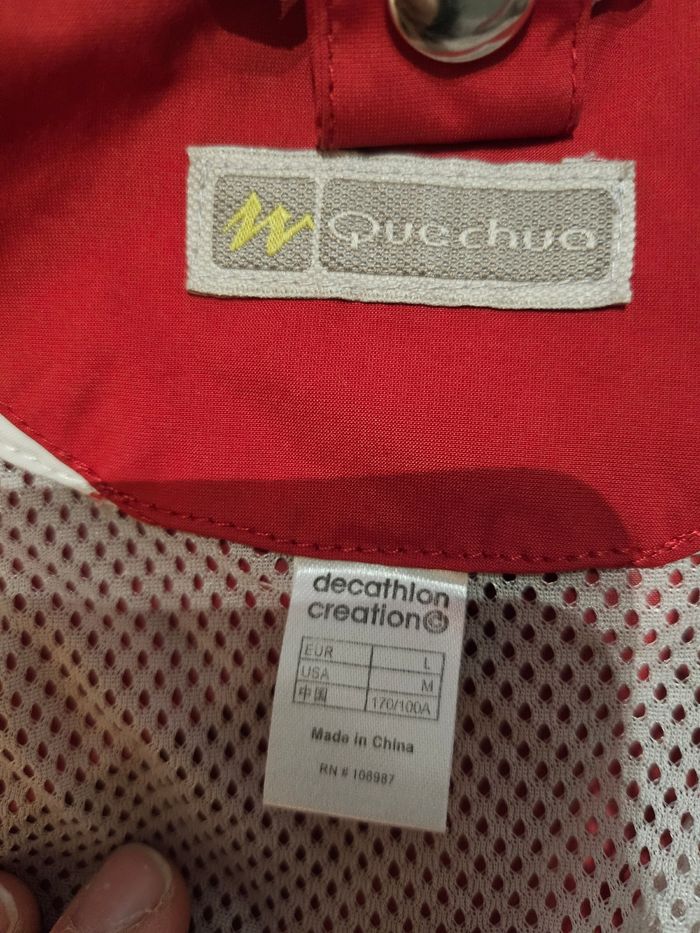 Quechua
decathlon
creation
EUR L
USA M
中国 170/100A
Made in China
RN # 106987